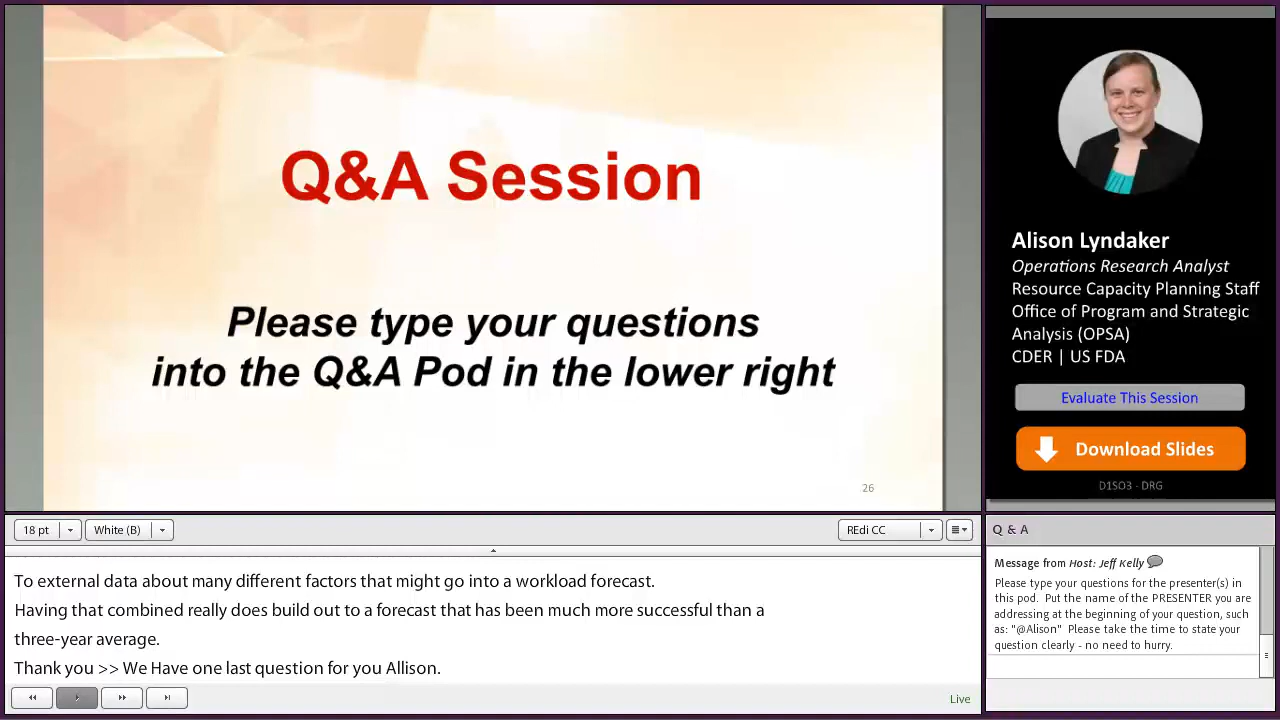 Q&A Session
Please type your questions
into the Q&A Pod in the lower right
26
Alison Lyndaker
Operations Research Analyst
Resource Capacity Planning Staff
Office of Program and Strategic
Analysis (OPSA)
CDER | US FDA
Evaluate This Session
Download Slides
D1SO3 - DRG
18 pt
White (B)
REdi CC
To external data about many different factors that might go into a workload forecast.
Having that combined really does build out to a forecast that has been much more successful than a
three-year average.
Thank you >> We Have one last question for you Allison.
Live
Q & A
Message from Host: Jeff Kelly
Please type your questions for the presenter(s) in
this pod.  Put the name of the PRESENTER you are
addressing at the beginning of your question, such
as: "@Alison"  Please take the time to state your
question clearly - no need to hurry.